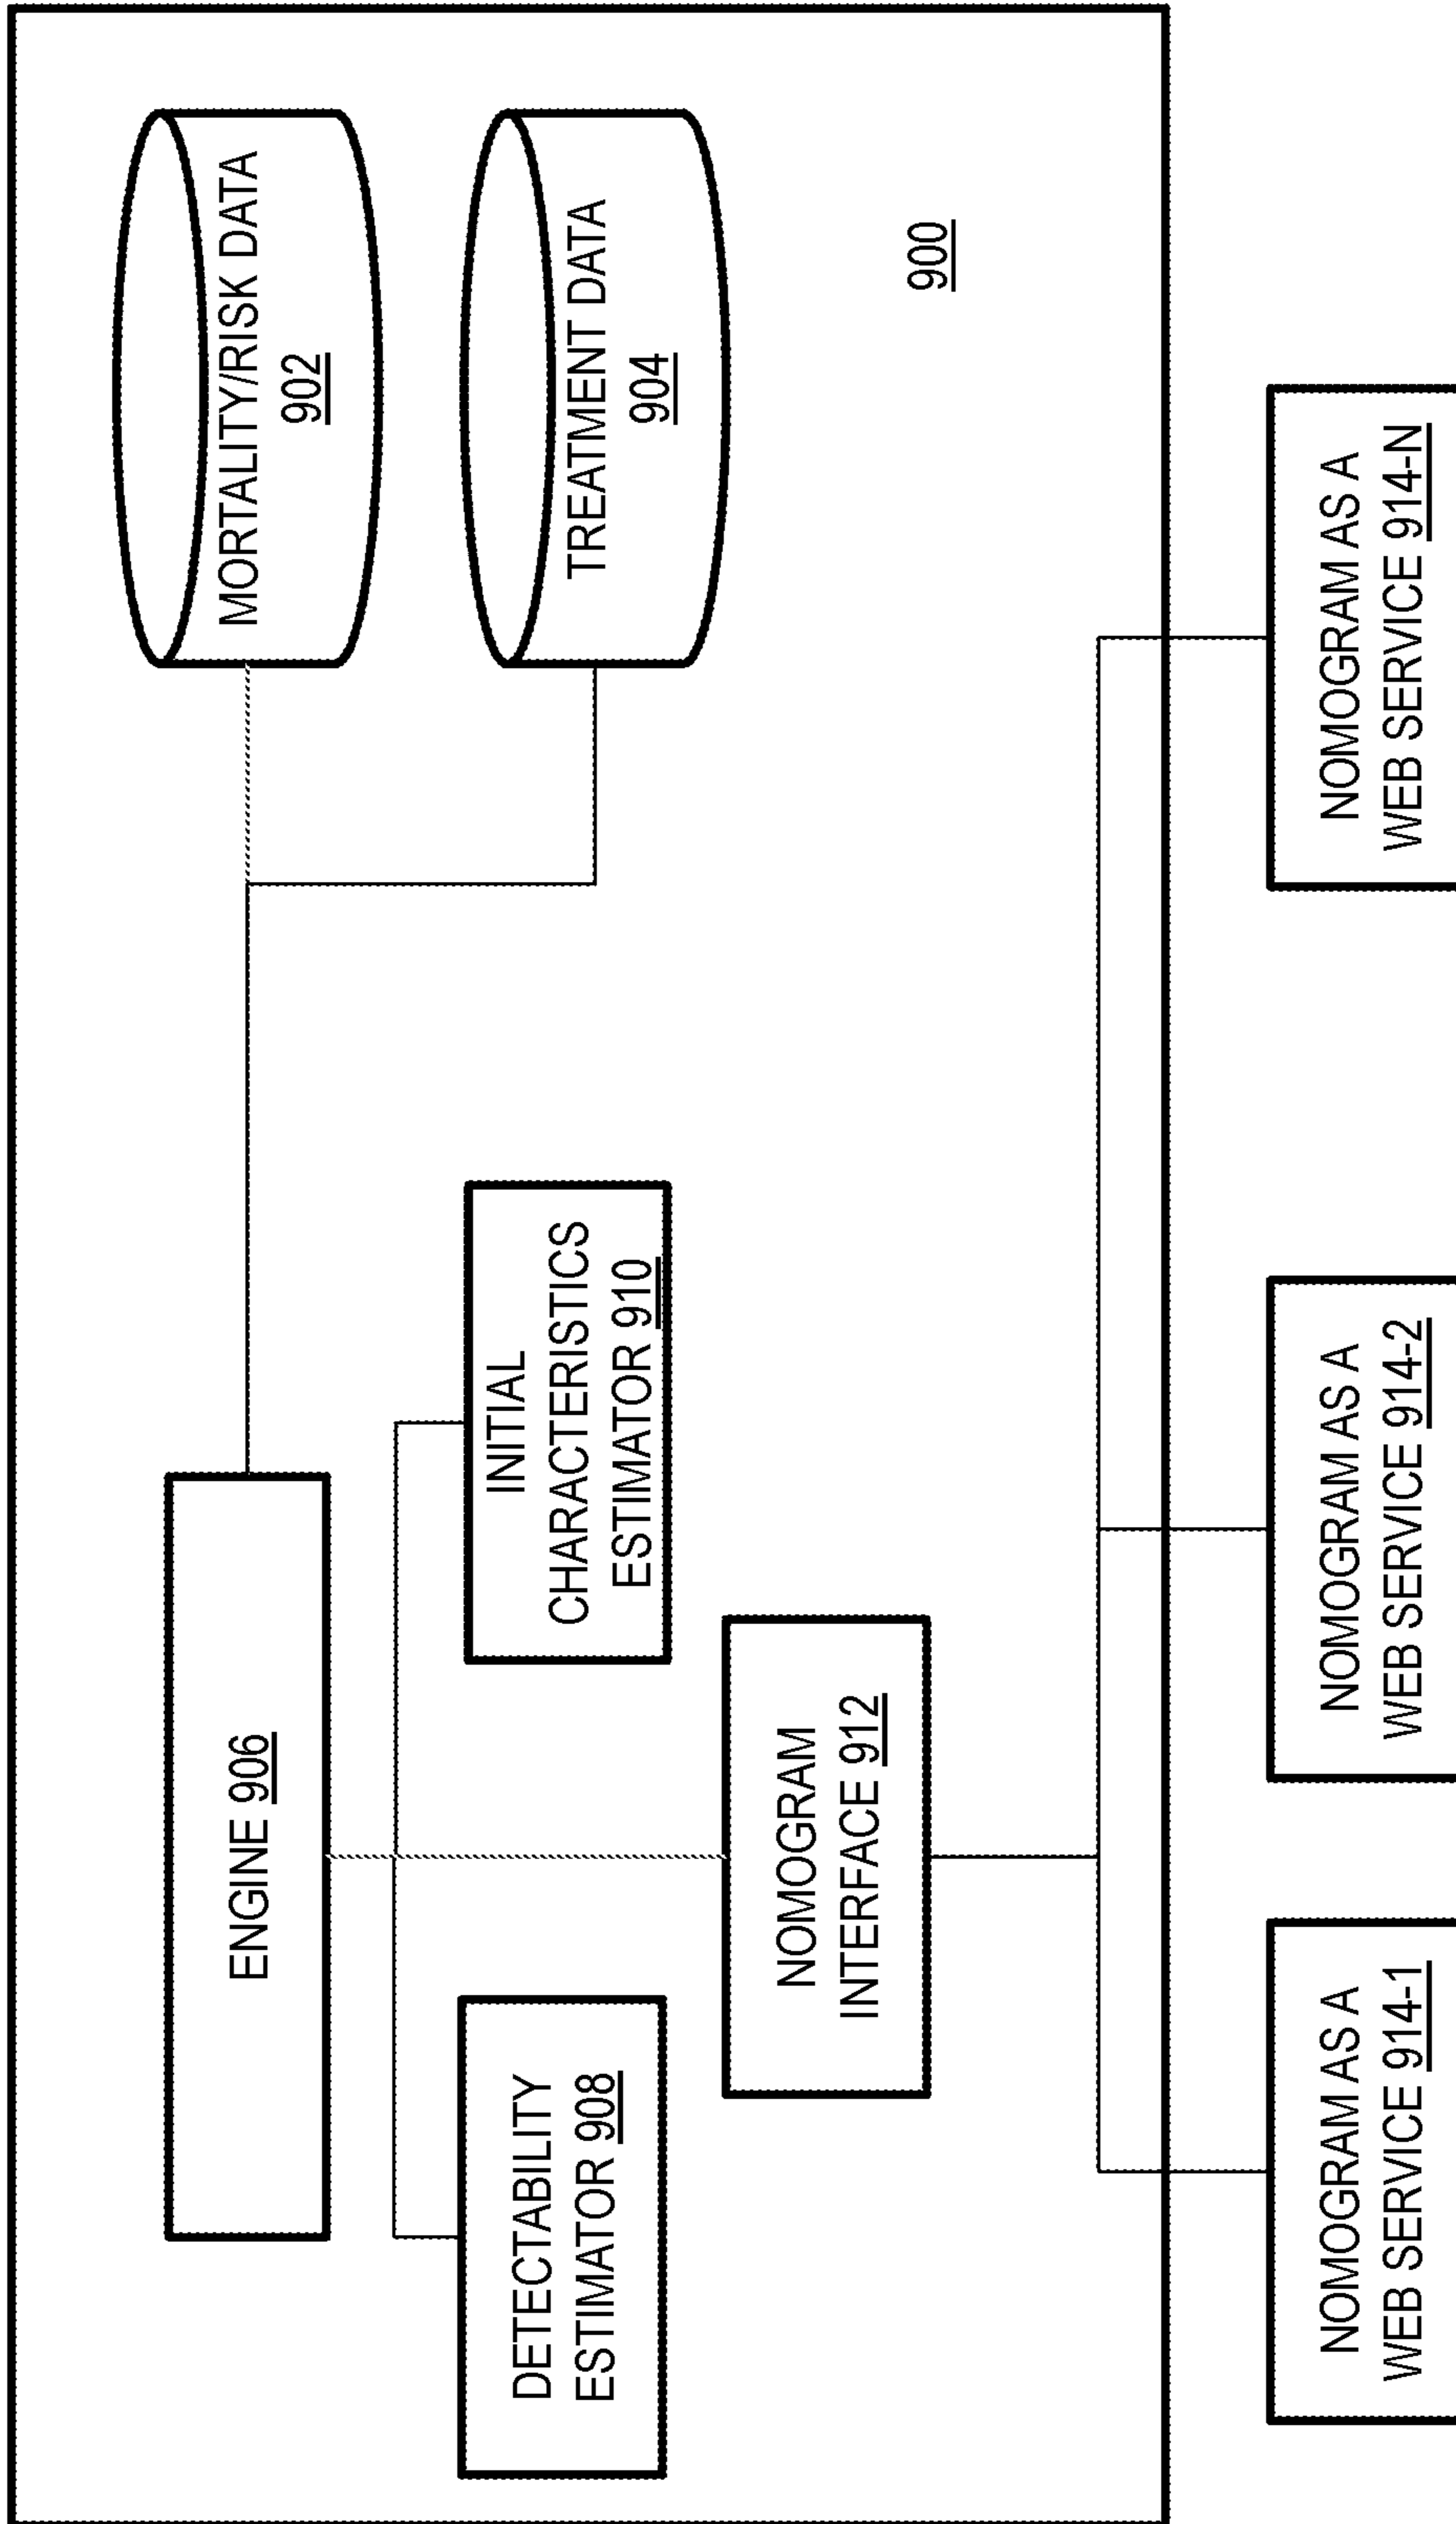 MORTALITY/RISK DATA
902
TREATMENT DATA
904
900
ENGINE 906
DETECTABILITY
ESTIMATOR 908
INITIAL
CHARACTERISTICS
ESTIMATOR 910
NOMOGRAM
INTERFACE 912
NOMOGRAM AS A
WEB SERVICE 914-1
NOMOGRAM AS A
WEB SERVICE 914-2
NOMOGRAM AS A
WEB SERVICE 914-N